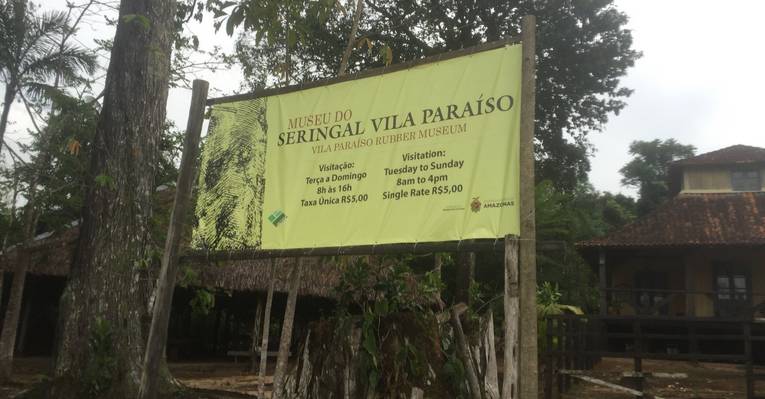 MUSEU DO
SERINGAL VILA PARAÍSO
VILA PARAÍSO RUBBER MUSEUM
Visitação:
Terça a Domingo
8h às 16h
Taxa Única R$5,00
Visitation:
Tuesday to Sunday
8am to 4pm
Single Rate R$5,00
AMAZONAS